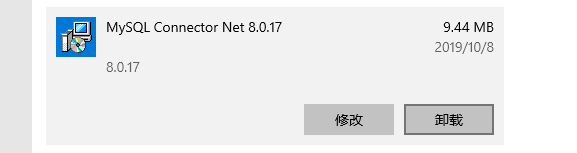 MySQL Connector Net 8.0.17
9.44 MB
2019/10/8
8.0.17
修改
卸载